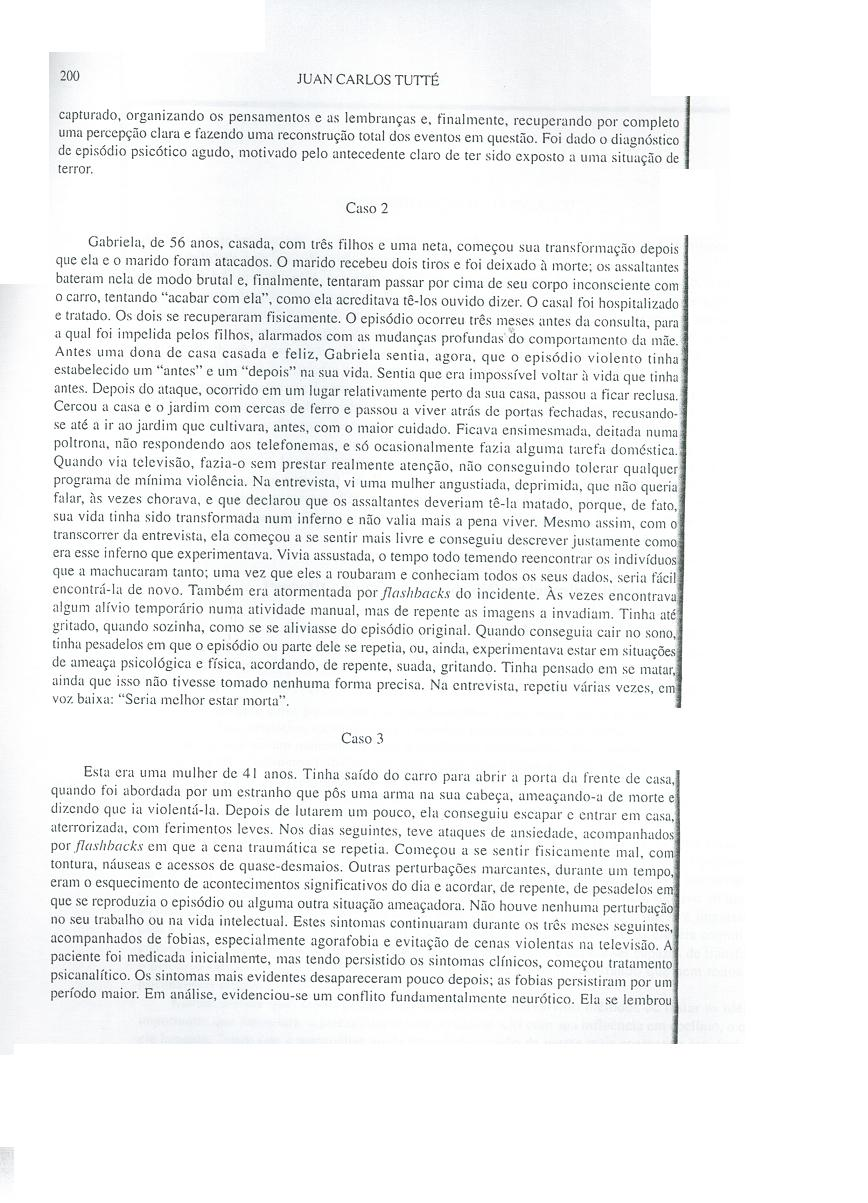 200
JUAN CARLOS TUTTÉ
capturado, organizando os pensamentos e as lembranças e, finalmente, recuperando por completo
uma percepção clara e fazendo uma reconstrução total dos eventos em questão. Foi dado o diagnóstico
de episódio psicótico agudo, motivado pelo antecedente claro de ter sido exposto a uma situação de
terror.
Caso 2
Gabriela, de 56 anos, casada, com três filhos e uma neta, começou sua transformação depois
que ela e o marido foram atacados. O marido recebeu dois tiros e foi deixado à morte; os assaltantes
bateram nela de modo brutal e, finalmente, tentaram passar por cima de seu corpo inconsciente com
o carro, tentando “acabar com ela”, como ela acreditava tê-los ouvido dizer. O casal foi hospitalizado
e tratado. Os dois se recuperaram fisicamente. O episódio ocorreu três meses antes da consulta, para
a qual foi impelida pelos filhos, alarmados com as mudanças profundas do comportamento da mãe.
Antes uma dona de casa casada e feliz, Gabriela sentia, agora, que o episódio violento tinha
estabelecido um “antes” e um “depois” na sua vida. Sentia que era impossível voltar à vida que tinha
antes. Depois do ataque, ocorrido em um lugar relativamente perto da sua casa, passou a ficar reclusa.
Cercou a casa e o jardim com cercas de ferro e passou a viver atrás de portas fechadas, recusando-
se até a ir ao jardim que cultivara, antes, com o maior cuidado. Ficava ensimesmada, deitada numa
poltrona, não respondendo aos telefonemas, e só ocasionalmente fazia alguma tarefa doméstica.
Quando via televisão, fazia-o sem prestar realmente atenção, não conseguindo tolerar qualquer
programa de mínima violência. Na entrevista, vi uma mulher angustiada, deprimida, que não queria
falar, às vezes chorava, e que declarou que os assaltantes deveriam tê-la matado, porque, de fato,
sua vida tinha sido transformada num inferno e não valia mais a pena viver. Mesmo assim, com o
transcorrer da entrevista, ela começou a se sentir mais livre e conseguiu descrever justamente como
era esse inferno que experimentava. Vivia assustada, o tempo todo temendo reencontrar os indivíduos
que a machucaram tanto; uma vez que eles a roubaram e conheciam todos os seus dados, seria fácil
encontrá-la de novo. Também era atormentada por flashbacks do incidente. Às vezes encontrava
algum alívio temporário numa atividade manual, mas de repente as imagens a invadiam. Tinha até
gritado, quando sozinha, como se se aliviasse do episódio original. Quando conseguia cair no sono,
tinha pesadelos em que o episódio ou parte dele se repetia, ou, ainda, experimentava estar em situações
de ameaça psicológica e física, acordando, de repente, suada, gritando. Tinha pensado em se matar,
ainda que isso não tivesse tomado nenhuma forma precisa. Na entrevista, repetiu várias vezes, em
voz baixa: “Seria melhor estar morta”.
Caso 3
Esta era uma mulher de 41 anos. Tinha saído do carro para abrir a porta da frente de casa,
quando foi abordada por um estranho que pôs uma arma na sua cabeça, ameaçando-a de morte e
dizendo que ia violentá-la. Depois de lutarem um pouco, ela conseguiu escapar e entrar em casa,
aterrorizada, com ferimentos leves. Nos dias seguintes, teve ataques de ansiedade, acompanhados
por flashbacks em que a cena traumática se repetia. Começou a se sentir fisicamente mal, com
tontura, náuseas e acessos de quase-desmaios. Outras perturbações marcantes, durante um tempo,
eram o esquecimento de acontecimentos significativos do dia e acordar, de repente, de pesadelos em
que se reproduzia o episódio ou alguma outra situação ameaçadora. Não houve nenhuma perturbação
no seu trabalho ou na vida intelectual. Estes sintomas continuaram durante os três meses seguintes,
acompanhados de fobias, especialmente agorafobia e evitação de cenas violentas na televisão. A
paciente foi medicada inicialmente, mas tendo persistido os sintomas clínicos, começou tratamento
psicanalítico. Os sintomas mais evidentes desapareceram pouco depois; as fobias persistiram por um
período maior. Em análise, evidenciou-se um conflito fundamentalmente neurótico. Ela se lembrou